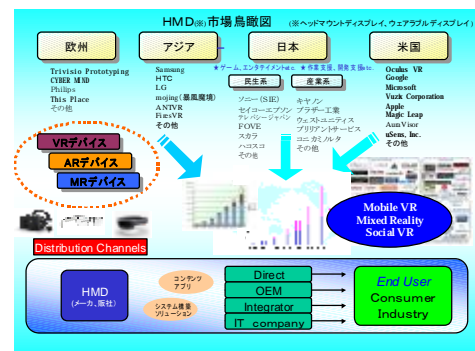 HMD(※)市場鳥瞰図 (※ヘッドマウントディスプレイ、ウェアラブルディスプレイ)
欧州
Trivisio Prototyping
CYBER MIND
Philips
This Place
その他
アジア
Samsung
HTC
LG
mojing(暴風魔境)
ANTVR
FiresVR
その他
日本
★ゲーム、エンタテイメントetc. ★作業支援、開発支援etc.
民生系
ソニー(SIE)
セイコーエプソン
テレパシージャパン
FOVE
スカラ
ハコスコ
その他
産業系
キヤノン
ブラザー工業
ウェストユニティス
ブリリアントサービス
コニカミノルタ
その他
米国
Oculus VR
Google
Microsoft
Vuzix Corporation
Apple
Magic Leap
AumVisor
uSens, Inc.
その他
VRデバイス
ARデバイス
MRデバイス
Mobile VR
Mixed Reality
Social VR
Distribution Channels
HMD
(メーカ、販社)
コンテンツ
アプリ
システム構築
ソリューション
Direct
OEM
Integrator
IT company
End User
Consumer
Industry